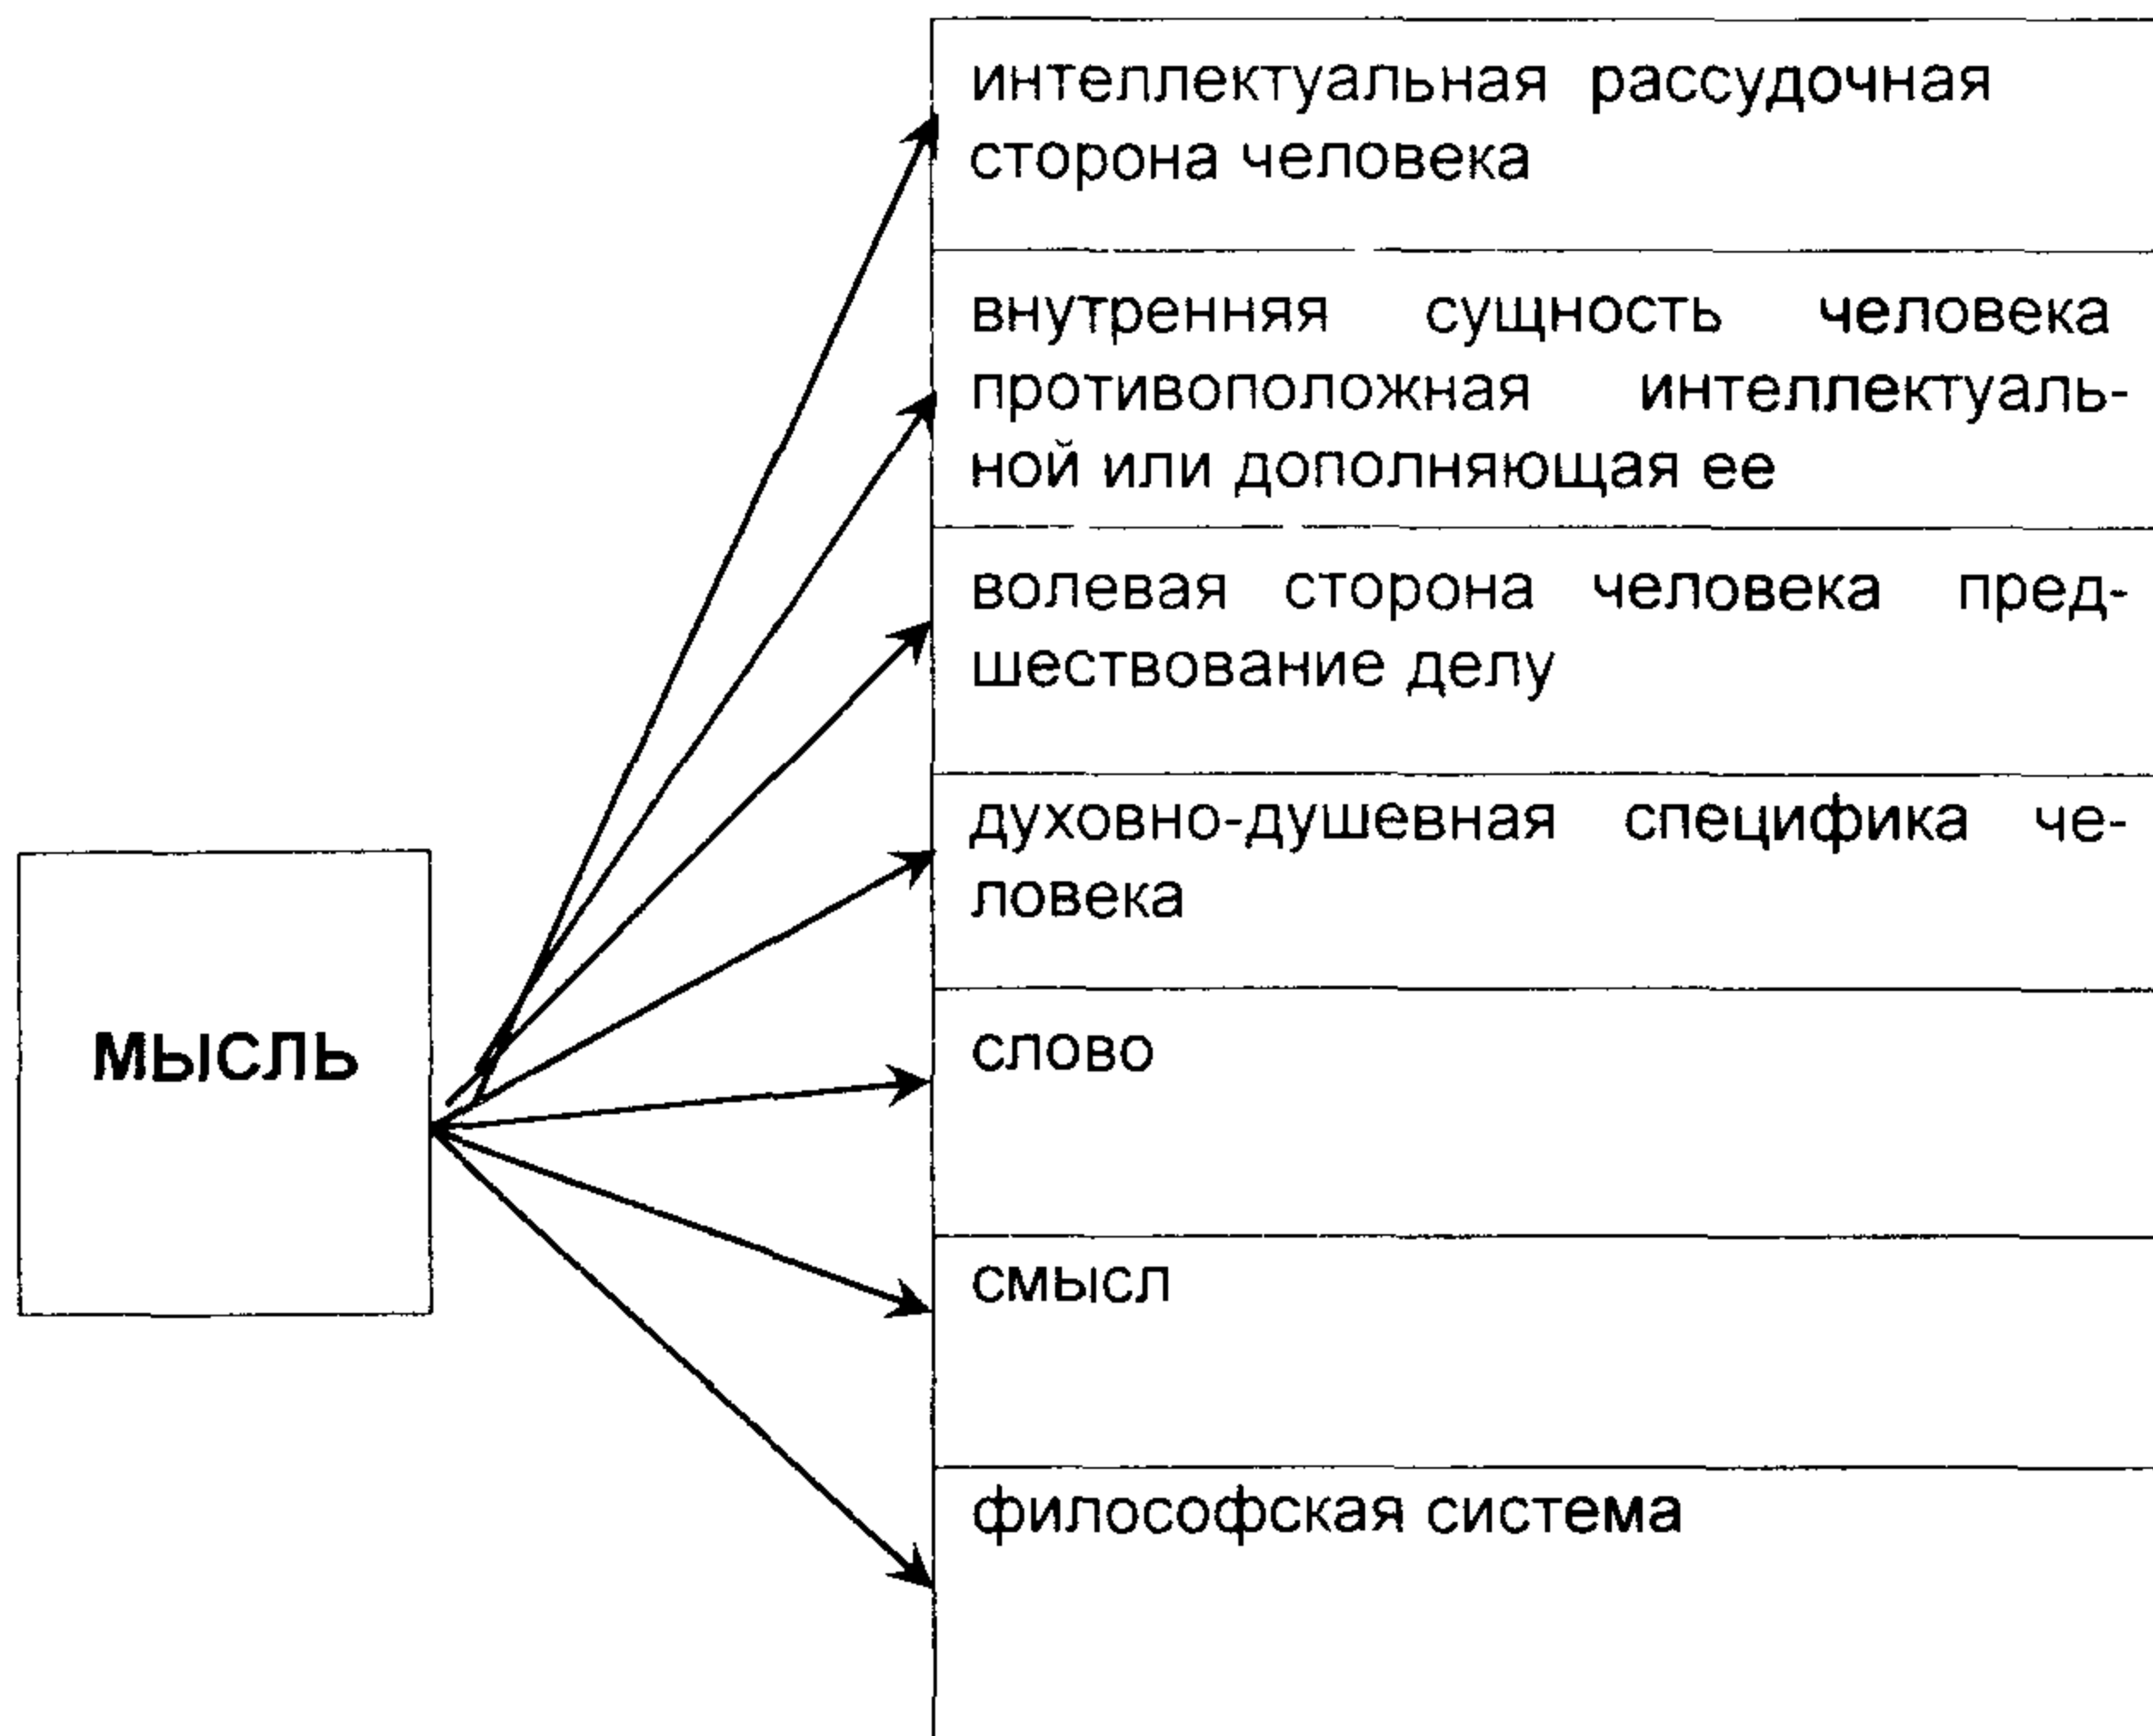 интеллектуальная рассудочная
сторона человека
внутренняя сущность человека
противоположная интеллектуаль-
ной или дополняющая ее
волевая сторона человека пред-
шествование делу
духовно-душевная специфика че-
ловека
мысль
слово
смысл
философская система